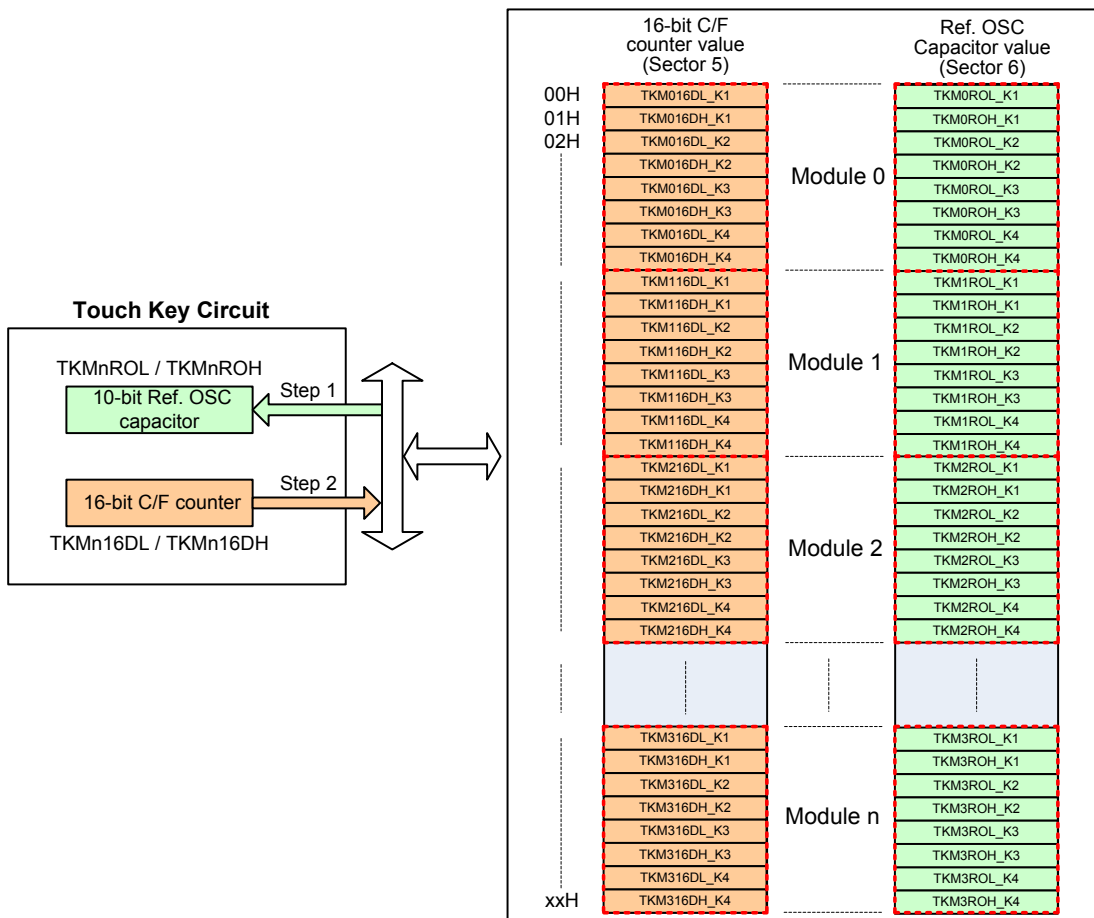 Touch Key Circuit
TKMnROL / TKMnROH
10-bit Ref. OSC
capacitor
Step 1
16-bit C/F counter
Step 2
TKMn16DL / TKMn16DH
16-bit C/F
counter value
(Sector 5)
Ref. OSC
Capacitor value
(Sector 6)
00H
01H
02H
xxH
TKM016DL_K1
TKM016DH_K1
TKM016DL_K2
TKM016DH_K2
TKM016DL_K3
TKM016DH_K3
TKM016DL_K4
TKM016DH_K4
TKM116DL_K1
TKM116DH_K1
TKM116DL_K2
TKM116DH_K2
TKM116DL_K3
TKM116DH_K3
TKM116DL_K4
TKM116DH_K4
TKM216DL_K1
TKM216DH_K1
TKM216DL_K2
TKM216DH_K2
TKM216DL_K3
TKM216DH_K3
TKM216DL_K4
TKM216DH_K4
TKM316DL_K1
TKM316DH_K1
TKM316DL_K2
TKM316DH_K2
TKM316DL_K3
TKM316DH_K3
TKM316DL_K4
TKM316DH_K4
Module 0
Module 1
Module 2
Module n
TKM0ROL_K1
TKM0ROH_K1
TKM0ROL_K2
TKM0ROH_K2
TKM0ROL_K3
TKM0ROH_K3
TKM0ROL_K4
TKM0ROH_K4
TKM1ROL_K1
TKM1ROH_K1
TKM1ROL_K2
TKM1ROH_K2
TKM1ROL_K3
TKM1ROH_K3
TKM1ROL_K4
TKM1ROH_K4
TKM2ROL_K1
TKM2ROH_K1
TKM2ROL_K2
TKM2ROH_K2
TKM2ROL_K3
TKM2ROH_K3
TKM2ROL_K4
TKM2ROH_K4
TKM3ROL_K1
TKM3ROH_K1
TKM3ROL_K2
TKM3ROH_K2
TKM3ROL_K3
TKM3ROH_K3
TKM3ROL_K4
TKM3ROH_K4